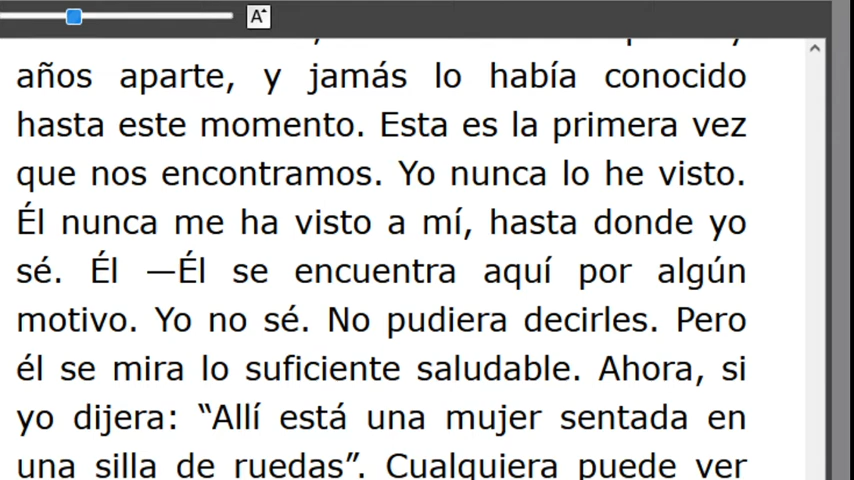 A
años aparte, y jamás lo había conocido
hasta este momento. Esta es la primera vez
que nos encontramos. Yo nunca lo he visto.
Él nunca me ha visto a mí, hasta donde yo
sé. Él —Él se encuentra aquí por algún
motivo. Yo no sé. No pudiera decirles. Pero
él se mira lo suficiente saludable. Ahora, si
yo dijera: “Allí está una mujer sentada en
una silla de ruedas”. Cualquiera puede ver